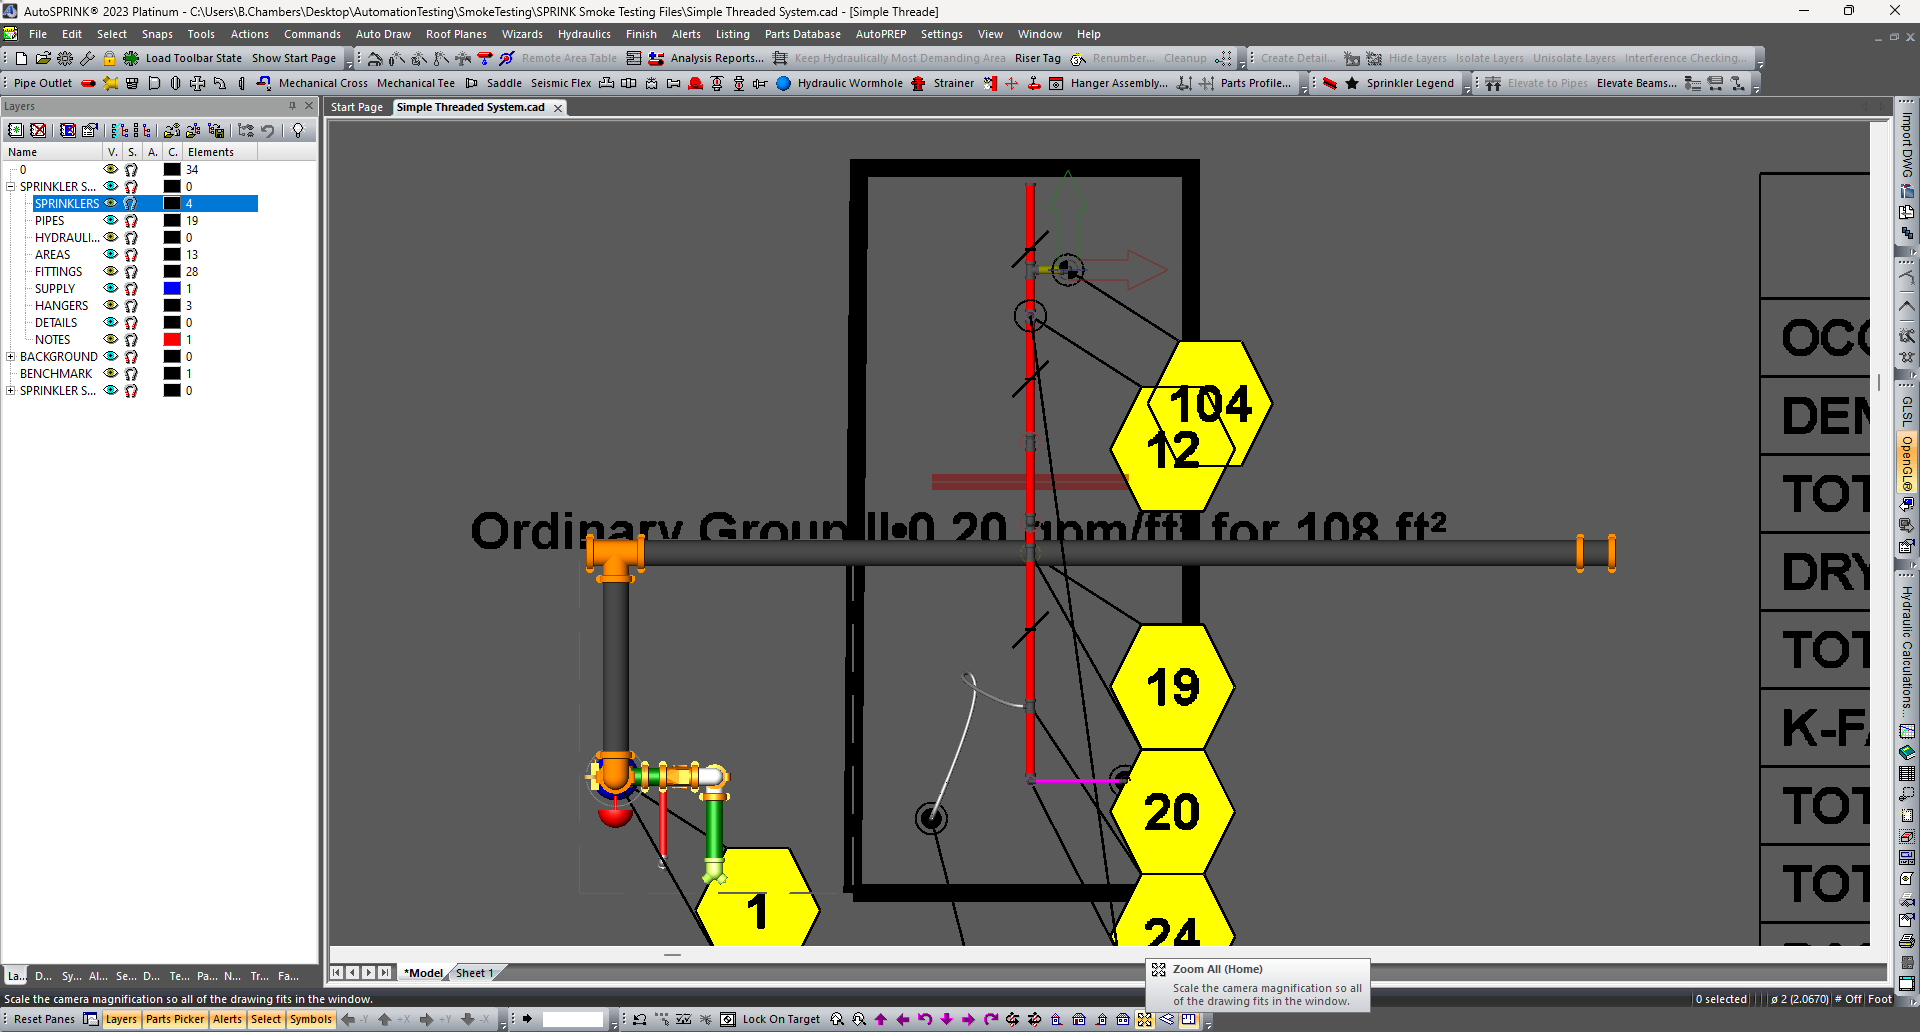 AutoSPRINK® 2023 Platinum - C:\Users\B.Chambers\Desktop\AutomationTesting\SmokeTesting\SPRINK Smoke Testing Files\Simple Threaded System.cad - [Simple Threade]
File Edit Select Snaps Tools Actions Commands Auto Draw Roof Planes Wizards Hydraulics Finish Alerts Listing Parts Database AutoPREP Settings View Window Help
Load Toolbar State Show Start Page Remote Area Table Analysis Reports... Keep Hydraulically Most Demanding Area Riser Tag Renumber... Cleanup Create Detail... Hide Layers Isolate Layers Unisolate Layers Interference Checking...
Pipe Outlet Mechanical Cross Mechanical Tee Saddle Seismic Flex Hydraulic Wormhole Strainer Hanger Assembly... Parts Profile... Sprinkler Legend Elevate to Pipes Elevate Beams...
Layers
Start Page Simple Threaded System.cad
Name V. S. A. C. Elements
0 34
SPRINKLER S... 0
SPRINKLERS 4
PIPES 19
HYDRAULI... 0
AREAS 13
FITTINGS 28
SUPPLY 1
HANGERS 3
DETAILS 0
NOTES 1
BACKGROUND 0
BENCHMARK 1
SPRINKLER S... 0
104
12
Ordinary Group II•0.20 gpm/ft² for 108 ft²
19
20
24
1
OCC
DEN
TOT
DRY
TOT
K-FA
TOT
TOT
Import DWG
GLSL
OpenGL®
Hydraulic Calculations...
La... D... Sy... Al... Se... D... Te... Pa... N... Tr... Fa...
*Model Sheet 1
Zoom All (Home)
Scale the camera magnification so all
of the drawing fits in the window.
Scale the camera magnification so all of the drawing fits in the window.
0 selected ø 2 (2.0670) # Off Foot
Reset Panes Layers Parts Picker Alerts Select Symbols -Y +X +Y -X Lock On Target